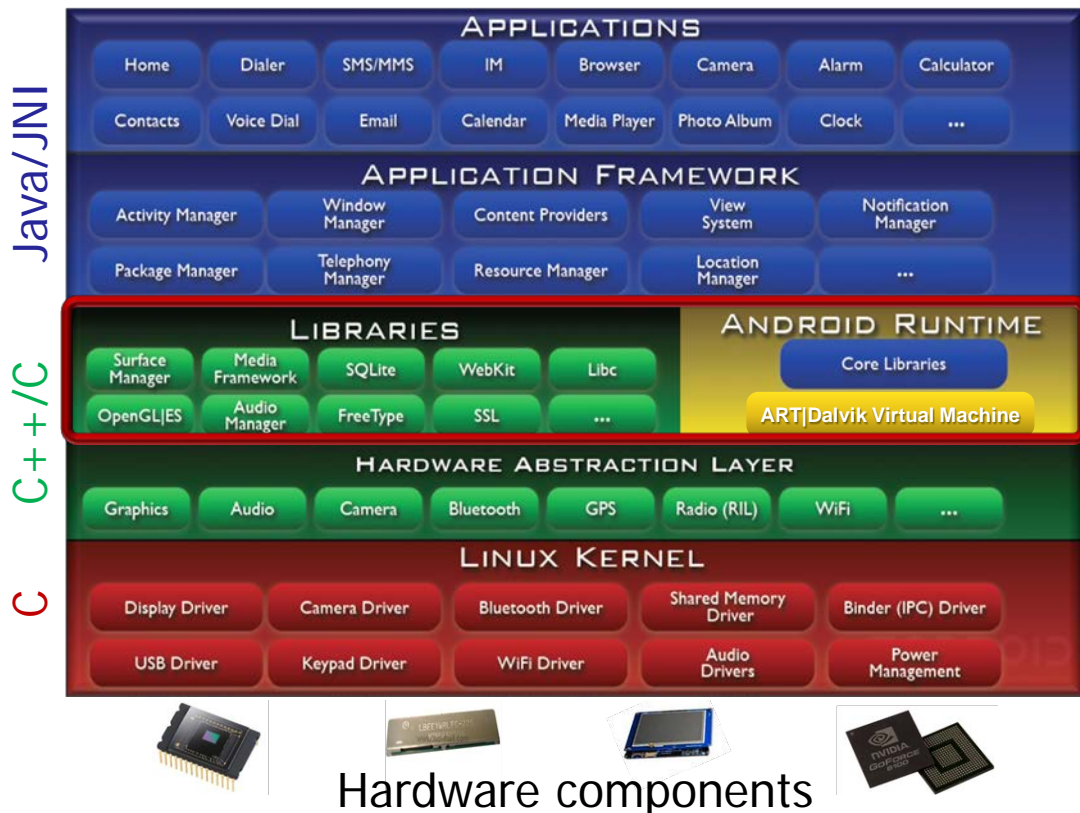 APPLICATIONS
Home Dialer SMS/MMS IM Browser Camera Alarm Calculator
Contacts Voice Dial Email Calendar Media Player Photo Album Clock ...
Java/JNI
APPLICATION FRAMEWORK
Activity Manager Window Manager Content Providers View System Notification Manager
Package Manager Telephony Manager Resource Manager Location Manager ...
LIBRARIES
Surface Manager Media Framework SQLite WebKit Libc
OpenGL|ES Audio Manager FreeType SSL ...
ANDROID RUNTIME
Core Libraries
ART|Dalvik Virtual Machine
C++/C
HARDWARE ABSTRACTION LAYER
Graphics Audio Camera Bluetooth GPS Radio (RIL) WiFi ...
C
LINUX KERNEL
Display Driver Camera Driver Bluetooth Driver Shared Memory Driver Binder (IPC) Driver
USB Driver Keypad Driver WiFi Driver Audio Drivers Power Management
NVIDIA
GOFORCE
Hardware components